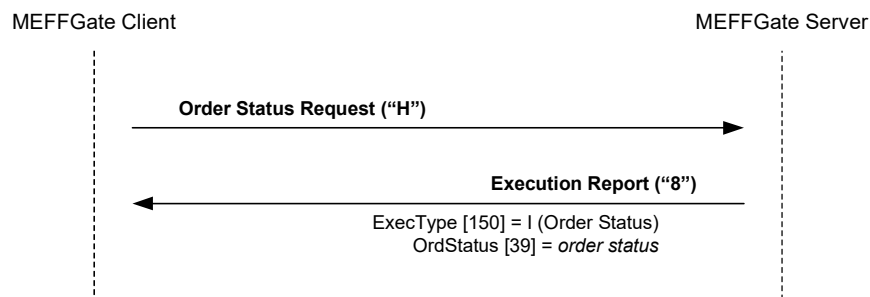 MEFFGate Client
MEFFGate Server
Order Status Request (“H”)
Execution Report (“8”)
ExecType [150] = I (Order Status)
OrdStatus [39] = order status